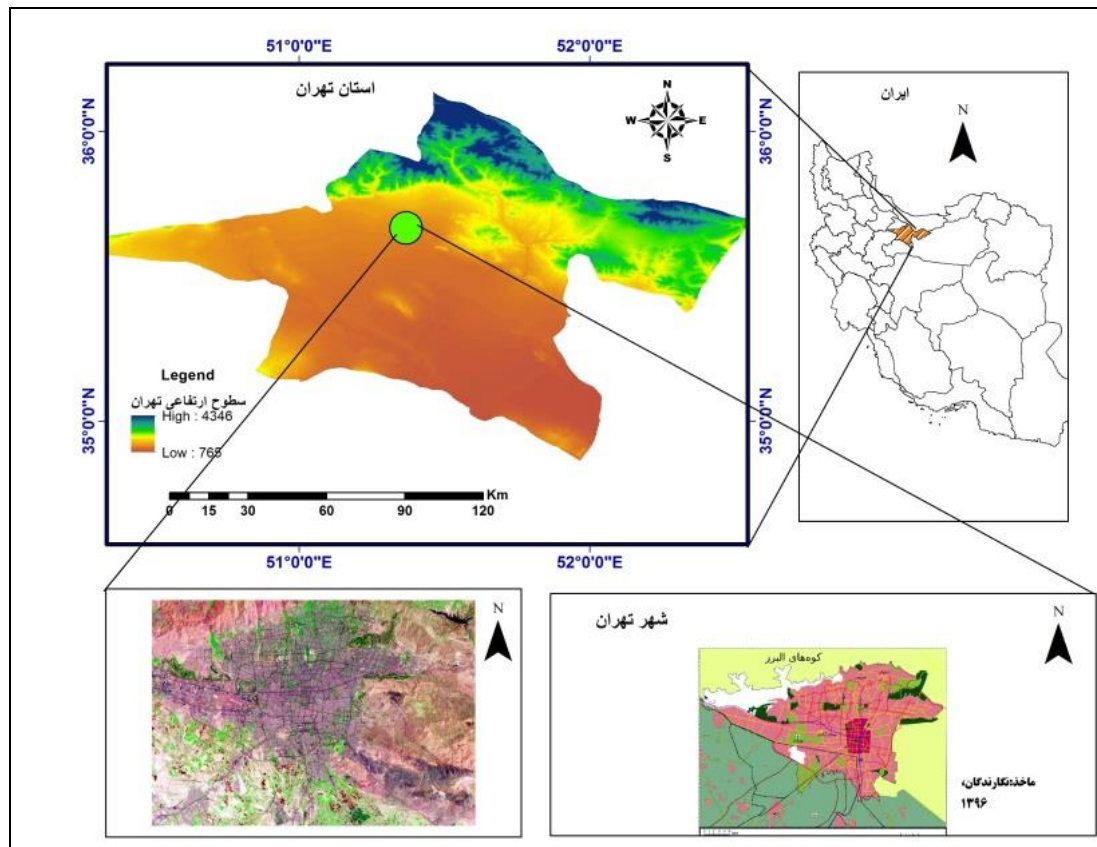 51°0'0"E
52°0'0"E
استان تهران
N
W
E
S
36°0'0"N
36°0'0"N
35°0'0"N
35°0'0"N
Legend
سطوح ارتفاعی تهران
High : 4346
Low : 765
Km
0 15 30 60 90 120
51°0'0"E
52°0'0"E
ایران
N
N
شهر تهران
N
کوه‌های البرز
ماخذ:نگارندگان،
۱۳۹۶